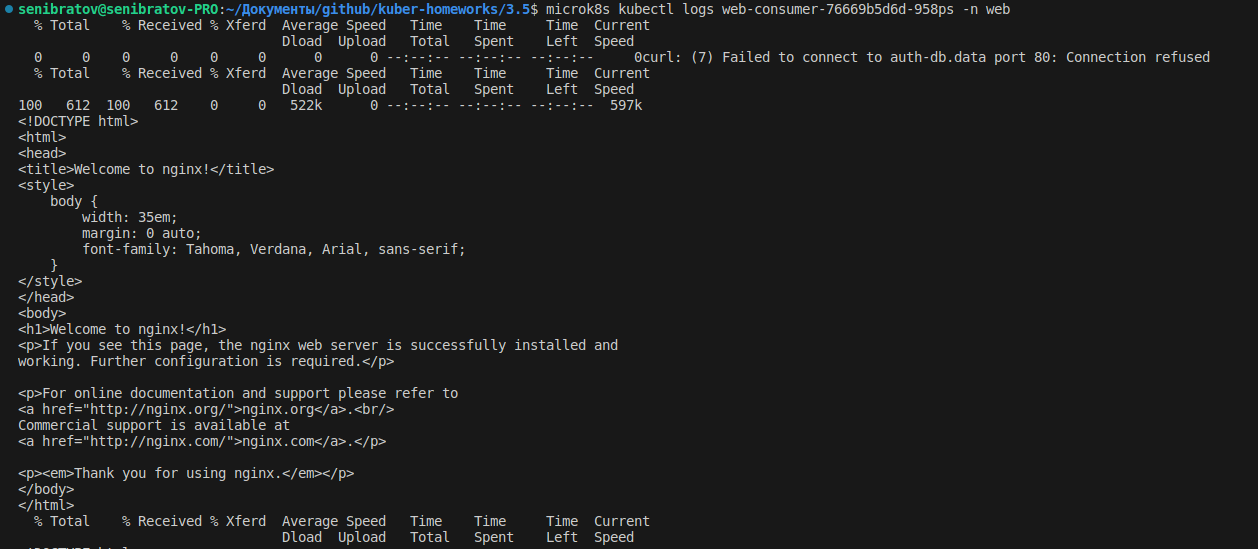 senibratov@senibratov-PRO:~/Документы/github/kuber-homeworks/3.5$ microk8s kubectl logs web-consumer-76669b5d6d-958ps -n web
  % Total    % Received % Xferd  Average Speed   Time    Time     Time  Current
                                 Dload  Upload   Total   Spent    Left  Speed
  0     0    0     0    0     0      0      0 --:--:-- --:--:-- --:--:--     0curl: (7) Failed to connect to auth-db.data port 80: Connection refused
  % Total    % Received % Xferd  Average Speed   Time    Time     Time  Current
                                 Dload  Upload   Total   Spent    Left  Speed
100   612  100   612    0     0   522k      0 --:--:-- --:--:-- --:--:--  597k
<!DOCTYPE html>
<html>
<head>
<title>Welcome to nginx!</title>
<style>
    body {
        width: 35em;
        margin: 0 auto;
        font-family: Tahoma, Verdana, Arial, sans-serif;
    }
</style>
</head>
<body>
<h1>Welcome to nginx!</h1>
<p>If you see this page, the nginx web server is successfully installed and
working. Further configuration is required.</p>

<p>For online documentation and support please refer to
<a href="http://nginx.org/">nginx.org</a>.<br/>
Commercial support is available at
<a href="http://nginx.com/">nginx.com</a>.</p>

<p><em>Thank you for using nginx.</em></p>
</body>
</html>
  % Total    % Received % Xferd  Average Speed   Time    Time     Time  Current
                                 Dload  Upload   Total   Spent    Left  Speed